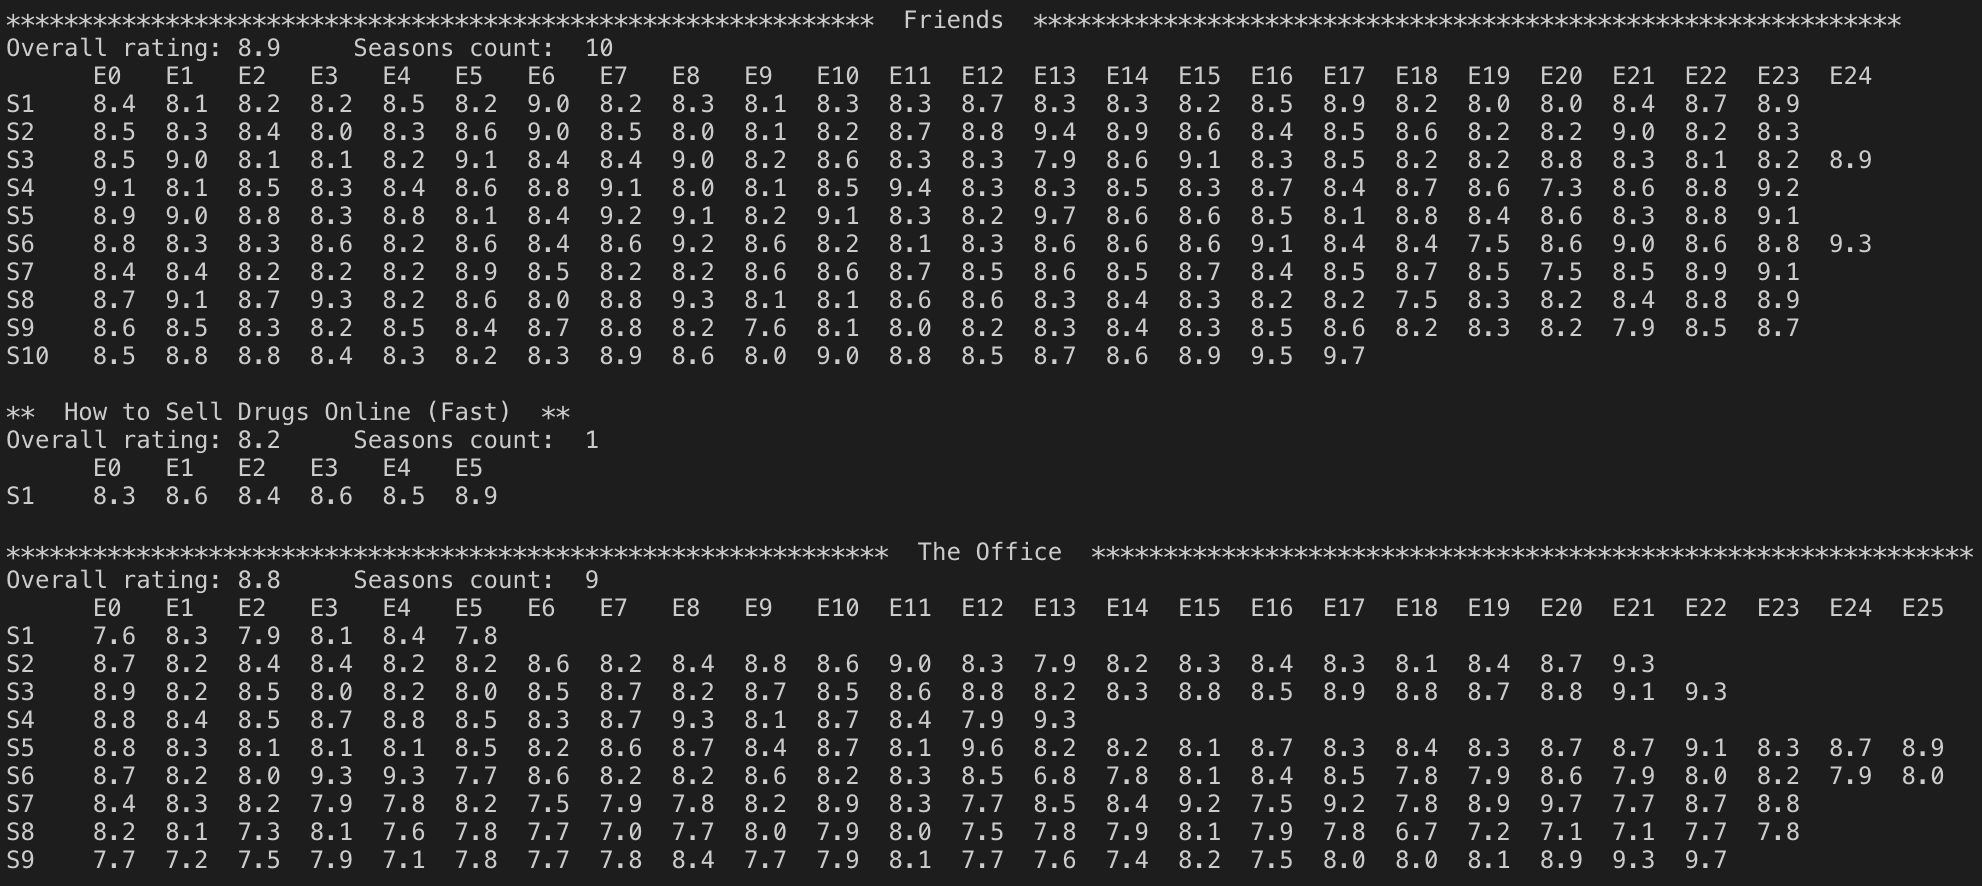 ************************************************************  Friends  ************************************************************
Overall rating: 8.9     Seasons count:  10
      E0   E1   E2   E3   E4   E5   E6   E7   E8   E9   E10  E11  E12  E13  E14  E15  E16  E17  E18  E19  E20  E21  E22  E23  E24
S1    8.4  8.1  8.2  8.2  8.5  8.2  9.0  8.2  8.3  8.1  8.3  8.3  8.7  8.3  8.3  8.2  8.5  8.9  8.2  8.0  8.0  8.4  8.7  8.9
S2    8.5  8.3  8.4  8.0  8.3  8.6  9.0  8.5  8.0  8.1  8.2  8.7  8.8  9.4  8.9  8.6  8.4  8.5  8.6  8.2  8.2  9.0  8.2  8.3
S3    8.5  9.0  8.1  8.1  8.2  9.1  8.4  8.4  9.0  8.2  8.6  8.3  8.3  7.9  8.6  9.1  8.3  8.5  8.2  8.2  8.8  8.3  8.1  8.2  8.9
S4    9.1  8.1  8.5  8.3  8.4  8.6  8.8  9.1  8.0  8.1  8.5  9.4  8.3  8.3  8.5  8.3  8.7  8.4  8.7  8.6  7.3  8.6  8.8  9.2
S5    8.9  9.0  8.8  8.3  8.8  8.1  8.4  9.2  9.1  8.2  9.1  8.3  8.2  9.7  8.6  8.6  8.5  8.1  8.8  8.4  8.6  8.3  8.8  9.1
S6    8.8  8.3  8.3  8.6  8.2  8.6  8.4  8.6  9.2  8.6  8.2  8.1  8.3  8.6  8.6  8.6  9.1  8.4  8.4  7.5  8.6  9.0  8.6  8.8  9.3
S7    8.4  8.4  8.2  8.2  8.2  8.9  8.5  8.2  8.2  8.6  8.6  8.7  8.5  8.6  8.5  8.7  8.4  8.5  8.7  8.5  7.5  8.5  8.9  9.1
S8    8.7  9.1  8.7  9.3  8.2  8.6  8.0  8.8  9.3  8.1  8.1  8.6  8.6  8.3  8.4  8.3  8.2  8.2  7.5  8.3  8.2  8.4  8.8  8.9
S9    8.6  8.5  8.3  8.2  8.5  8.4  8.7  8.8  8.2  7.6  8.1  8.0  8.2  8.3  8.4  8.3  8.5  8.6  8.2  8.3  8.2  7.9  8.5  8.7
S10   8.5  8.8  8.8  8.4  8.3  8.2  8.3  8.9  8.6  8.0  9.0  8.8  8.5  8.7  8.6  8.9  9.5  9.7
**  How to Sell Drugs Online (Fast)  **
Overall rating: 8.2     Seasons count:  1
      E0   E1   E2   E3   E4   E5
S1    8.3  8.6  8.4  8.6  8.5  8.9
*************************************************************  The Office  *************************************************************
Overall rating: 8.8     Seasons count:  9
      E0   E1   E2   E3   E4   E5   E6   E7   E8   E9   E10  E11  E12  E13  E14  E15  E16  E17  E18  E19  E20  E21  E22  E23  E24  E25
S1    7.6  8.3  7.9  8.1  8.4  7.8
S2    8.7  8.2  8.4  8.4  8.2  8.2  8.6  8.2  8.4  8.8  8.6  9.0  8.3  7.9  8.2  8.3  8.4  8.3  8.1  8.4  8.7  9.3
S3    8.9  8.2  8.5  8.0  8.2  8.0  8.5  8.7  8.2  8.7  8.5  8.6  8.8  8.2  8.3  8.8  8.5  8.9  8.8  8.7  8.8  9.1  9.3
S4    8.8  8.4  8.5  8.7  8.8  8.5  8.3  8.7  9.3  8.1  8.7  8.4  7.9  9.3
S5    8.8  8.3  8.1  8.1  8.1  8.5  8.2  8.6  8.7  8.4  8.7  8.1  9.6  8.2  8.2  8.1  8.7  8.3  8.4  8.3  8.7  8.7  9.1  8.3  8.7  8.9
S6    8.7  8.2  8.0  9.3  9.3  7.7  8.6  8.2  8.2  8.6  8.2  8.3  8.5  6.8  7.8  8.1  8.4  8.5  7.8  7.9  8.6  7.9  8.0  8.2  7.9  8.0
S7    8.4  8.3  8.2  7.9  7.8  8.2  7.5  7.9  7.8  8.2  8.9  8.3  7.7  8.5  8.4  9.2  7.5  9.2  7.8  8.9  9.7  7.7  8.7  8.8
S8    8.2  8.1  7.3  8.1  7.6  7.8  7.7  7.0  7.7  8.0  7.9  8.0  7.5  7.8  7.9  8.1  7.9  7.8  6.7  7.2  7.1  7.1  7.7  7.8
S9    7.7  7.2  7.5  7.9  7.1  7.8  7.7  7.8  8.4  7.7  7.9  8.1  7.7  7.6  7.4  8.2  7.5  8.0  8.0  8.1  8.9  9.3  9.7